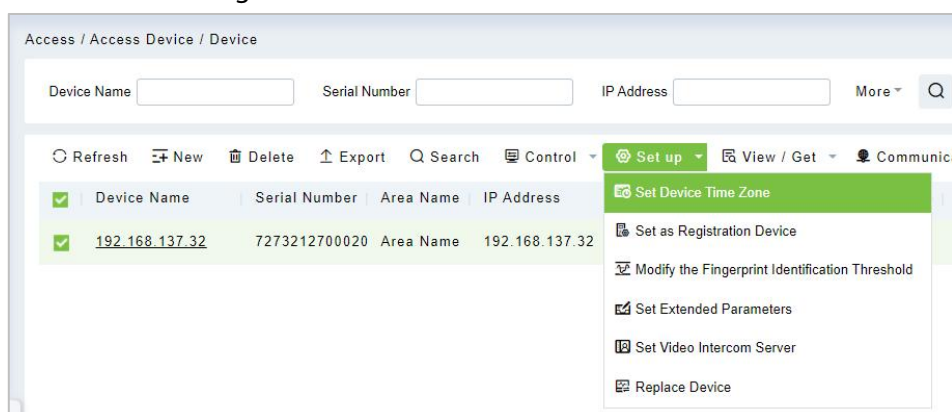 Access / Access Device / Device
Device Name Serial Number IP Address More
Refresh New Delete Export Search Control Set up View / Get
Device Name Serial Number Area Name IP Address
192.168.137.32 7273212700020 Area Name 192.168.137.32
Set Device Time Zone
Set as Registration Device
Modify the Fingerprint Identification Threshold
Set Extended Parameters
Set Video Intercom Server
Replace Device